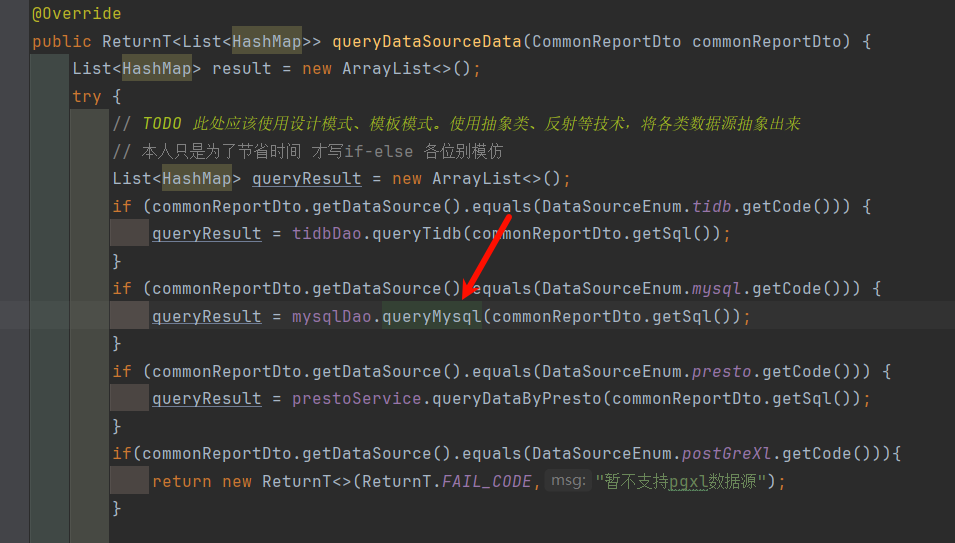 @Override
public ReturnT<List<HashMap>> queryDataSourceData(CommonReportDto commonReportDto) {
List<HashMap> result = new ArrayList<>();
try {
// TODO 此处应该使用设计模式、模板模式。使用抽象类、反射等技术，将各类数据源抽象出来
// 本人只是为了节省时间 才写if-else 各位别模仿
List<HashMap> queryResult = new ArrayList<>();
if (commonReportDto.getDataSource().equals(DataSourceEnum.tidb.getCode())) {
queryResult = tidbDao.queryTidb(commonReportDto.getSql());
}
if (commonReportDto.getDataSource().equals(DataSourceEnum.mysql.getCode())) {
queryResult = mysqlDao.queryMysql(commonReportDto.getSql());
}
if (commonReportDto.getDataSource().equals(DataSourceEnum.presto.getCode())) {
queryResult = prestoService.queryDataByPresto(commonReportDto.getSql());
}
if(commonReportDto.getDataSource().equals(DataSourceEnum.postGreXl.getCode())){
return new ReturnT<>(ReturnT.FAIL_CODE, msg: "暂不支持pgxl数据源");
}